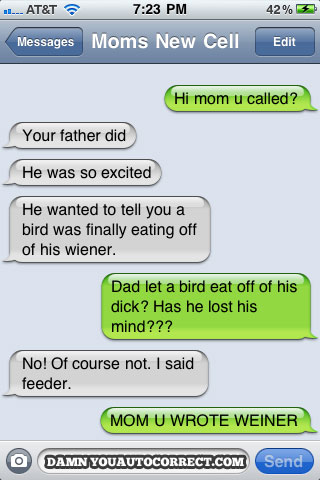 AT&T 7:23 PM 42%
Messages Moms New Cell Edit
Hi mom u called?
Your father did
He was so excited
He wanted to tell you a
bird was finally eating off
of his wiener.
Dad let a bird eat off of his
dick? Has he lost his
mind???
No! Of course not. I said
feeder.
MOM U WROTE WEINER
DAMNYOUAUTOCORRECT.COM Send